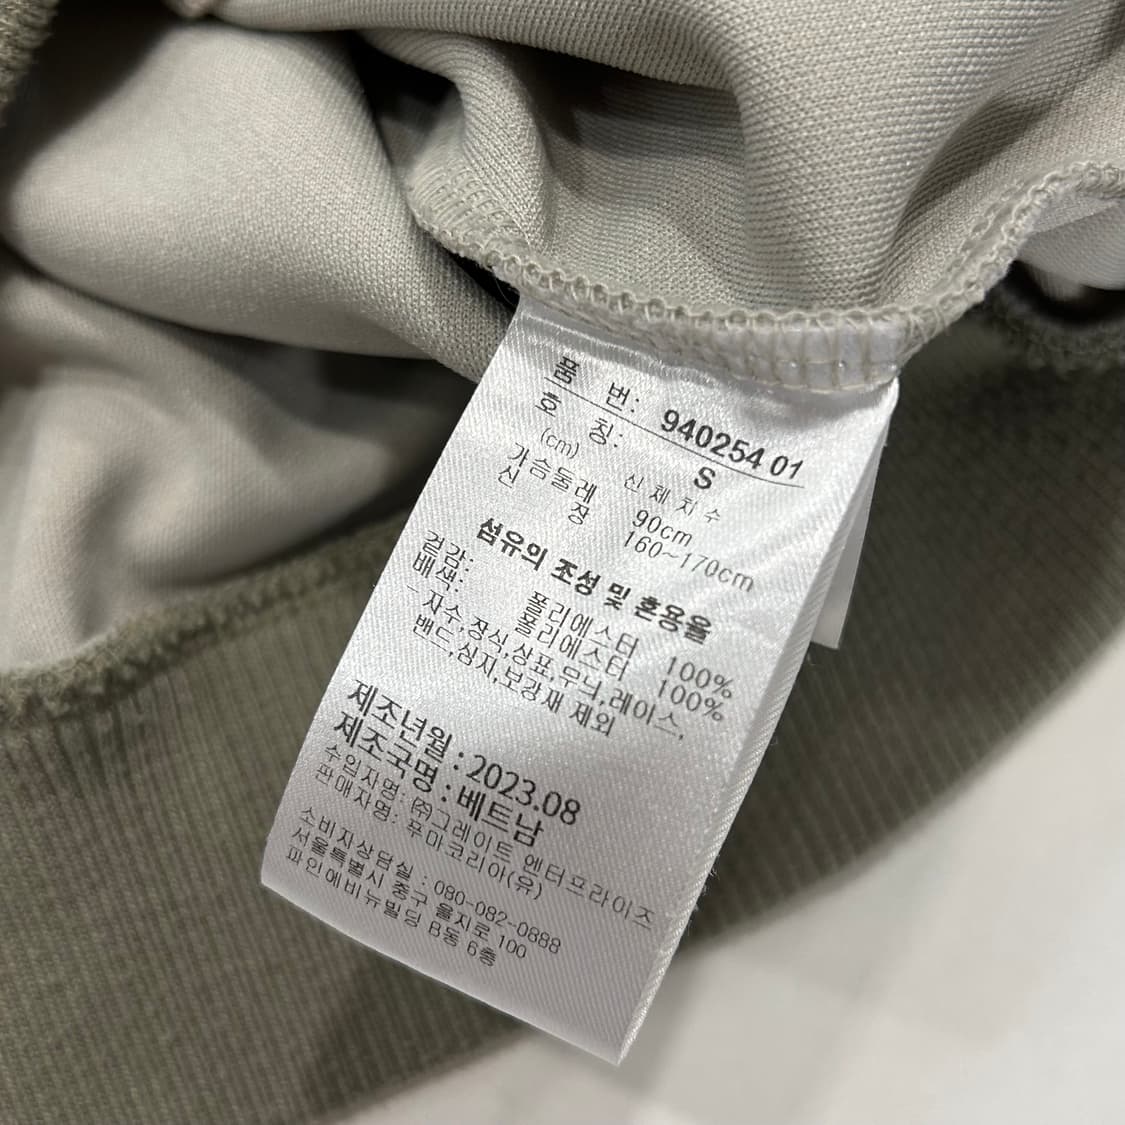 품 번: 940254 01
호 칭: S
(cm) 신체치수
가슴둘레 90cm
신 장 160~170cm
섬유의 조성 및 혼용율
겉감: 폴리에스터 100%
배색: 폴리에스터 100%
- 자수,장식,상표,무늬,레이스,
밴드,심지,보강재 제외
제조년월 : 2023.08
제조국명 : 베트남
수입자명: ㈜그레이트 엔터프라이즈
판매자명: 푸마코리아(유)
소비자상담실 : 080-082-0888
서울특별시 중구 을지로 100
파인에비뉴빌딩 B동 6층